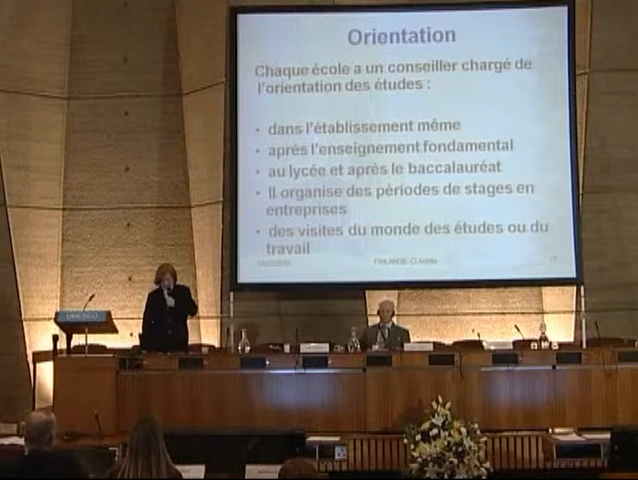 Orientation
Chaque école a un conseiller chargé de
l'orientation des études :
• dans l'établissement même
• après l'enseignement fondamental
• au lycée et après le baccalauréat
• Il organise des périodes de stages en
entreprises
• des visites du monde des études ou du
travail
UNESCO